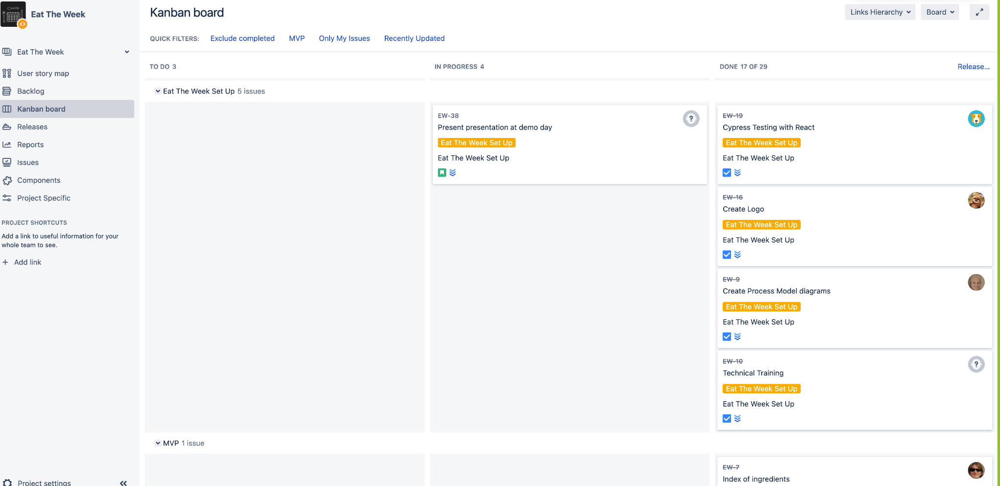 Eat The Week
Eat The Week
User story map
Backlog
Kanban board
Releases
Reports
Issues
Components
Project Specific
PROJECT SHORTCUTS
Add a link to useful information for your
whole team to see.
+ Add link
Project settings
Kanban board
Links Hierarchy
Board
QUICK FILTERS: Exclude completed MVP Only My Issues Recently Updated
TO DO 3
IN PROGRESS 4
DONE 17 OF 29
Release...
Eat The Week Set Up 5 issues
EW-38
?
Present presentation at demo day
Eat The Week Set Up
Eat The Week Set Up
EW-19
Cypress Testing with React
Eat The Week Set Up
Eat The Week Set Up
EW-16
Create Logo
Eat The Week Set Up
Eat The Week Set Up
EW-9
Create Process Model diagrams
Eat The Week Set Up
Eat The Week Set Up
EW-10
?
Technical Training
Eat The Week Set Up
Eat The Week Set Up
MVP 1 issue
EW-7
Index of ingredients